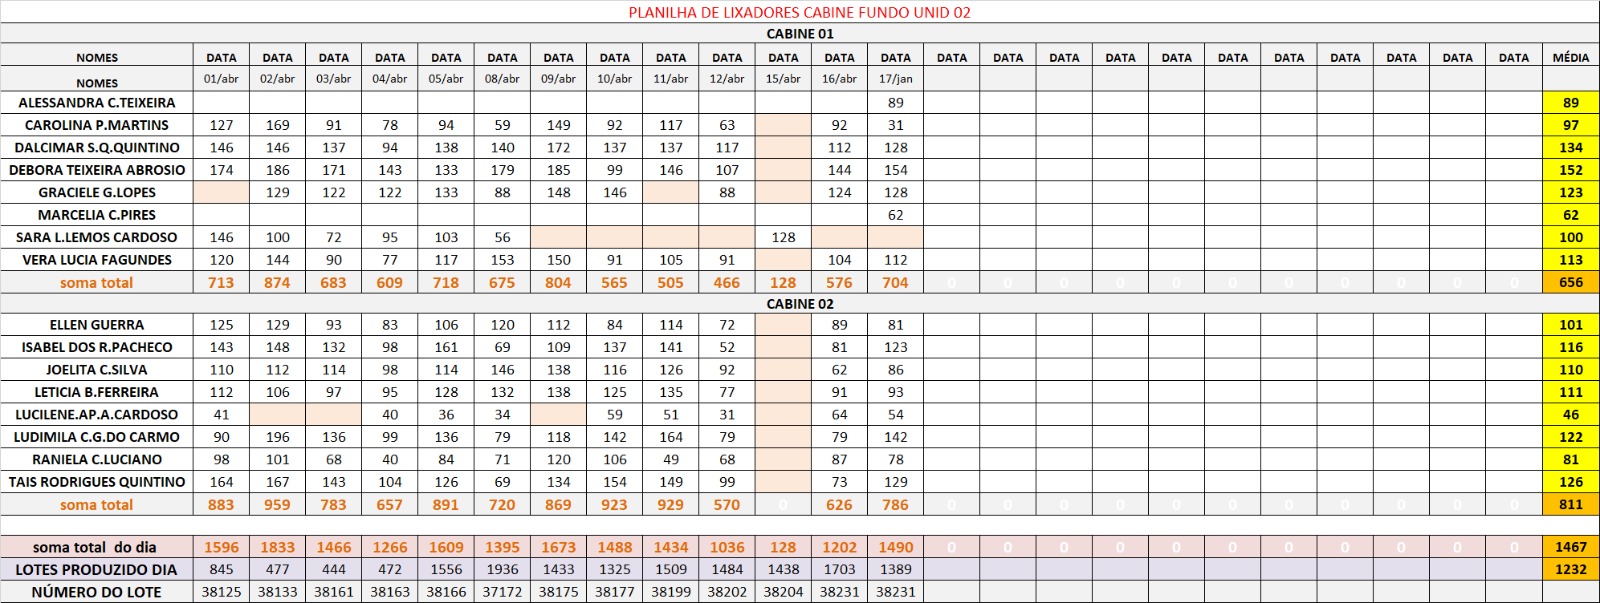 PLANILHA DE LIXADORES CABINE FUNDO UNID 02
CABINE 01
NOMES DATA DATA DATA DATA DATA DATA DATA DATA DATA DATA DATA DATA DATA DATA DATA DATA DATA DATA DATA DATA DATA DATA DATA DATA MÉDIA
NOMES 01/abr 02/abr 03/abr 04/abr 05/abr 08/abr 09/abr 10/abr 11/abr 12/abr 15/abr 16/abr 17/jan
ALESSANDRA C.TEIXEIRA 89 89
CAROLINA P.MARTINS 127 169 91 78 94 59 149 92 117 63 92 31 97
DALCIMAR S.Q.QUINTINO 146 146 137 94 138 140 172 137 137 117 112 128 134
DEBORA TEIXEIRA ABROSIO 174 186 171 143 133 179 185 99 146 107 144 154 152
GRACIELE G.LOPES 129 122 122 133 88 148 146 88 124 128 123
MARCELIA C.PIRES 62 62
SARA L.LEMOS CARDOSO 146 100 72 95 103 56 128 100
VERA LUCIA FAGUNDES 120 144 90 77 117 153 150 91 105 91 104 112 113
soma total 713 874 683 609 718 675 804 565 505 466 128 576 704 0 0 0 0 0 0 0 0 0 0 0 656
CABINE 02
ELLEN GUERRA 125 129 93 83 106 120 112 84 114 72 89 81 101
ISABEL DOS R.PACHECO 143 148 132 98 161 69 109 137 141 52 81 123 116
JOELITA C.SILVA 110 112 114 98 114 146 138 116 126 92 62 86 110
LETICIA B.FERREIRA 112 106 97 95 128 132 138 125 135 77 91 93 111
LUCILENE.AP.A.CARDOSO 41 40 36 34 59 51 31 64 54 46
LUDIMILA C.G.DO CARMO 90 196 136 99 136 79 118 142 164 79 79 142 122
RANIELA C.LUCIANO 98 101 68 40 84 71 120 106 49 68 87 78 81
TAIS RODRIGUES QUINTINO 164 167 143 104 126 69 134 154 149 99 73 129 126
soma total 883 959 783 657 891 720 869 923 929 570 0 626 786 0 0 0 0 0 0 0 0 0 0 0 811
soma total do dia 1596 1833 1466 1266 1609 1395 1673 1488 1434 1036 128 1202 1490 0 0 0 0 0 0 0 0 0 0 0 1467
LOTES PRODUZIDO DIA 845 477 444 472 1556 1936 1433 1325 1509 1484 1438 1703 1389 1232
NÚMERO DO LOTE 38125 38133 38161 38163 38166 37172 38175 38177 38199 38202 38204 38231 38231